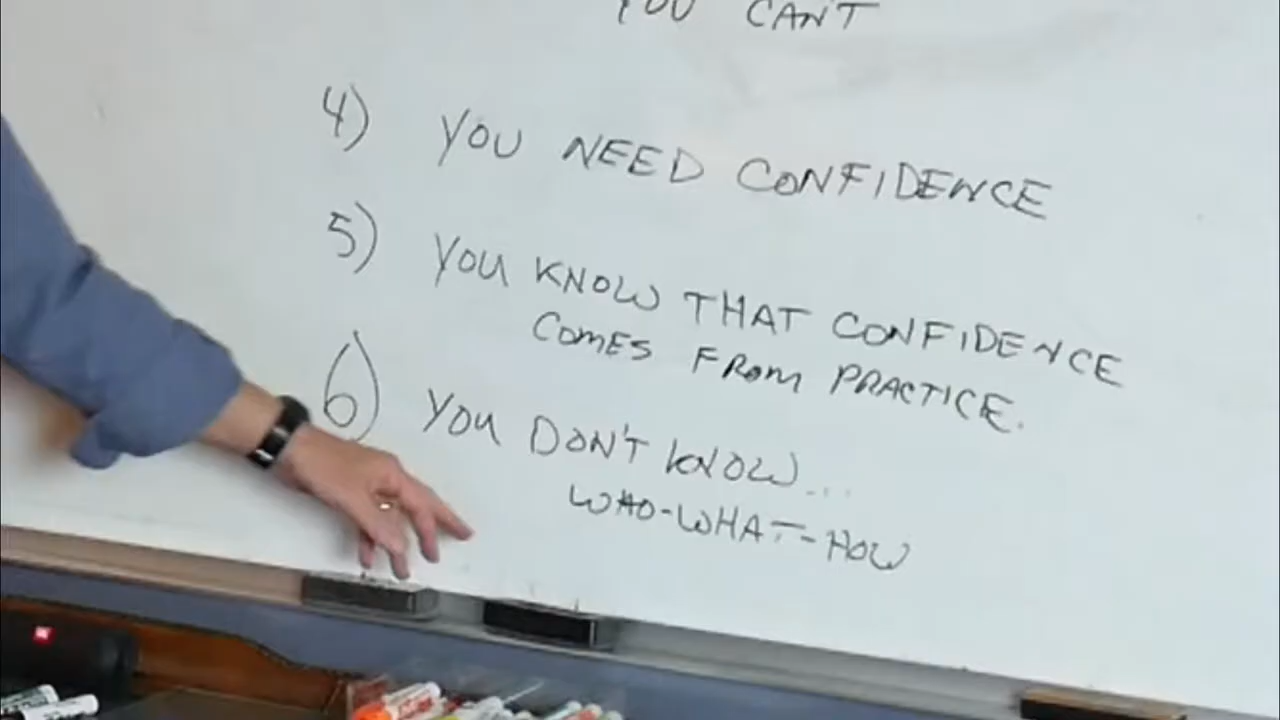 YOU CAN'T
4) YOU NEED CONFIDENCE
5) YOU KNOW THAT CONFIDENCE
COMES FROM PRACTICE.
6) YOU DON'T KNOW...
WHO-WHAT-HOW